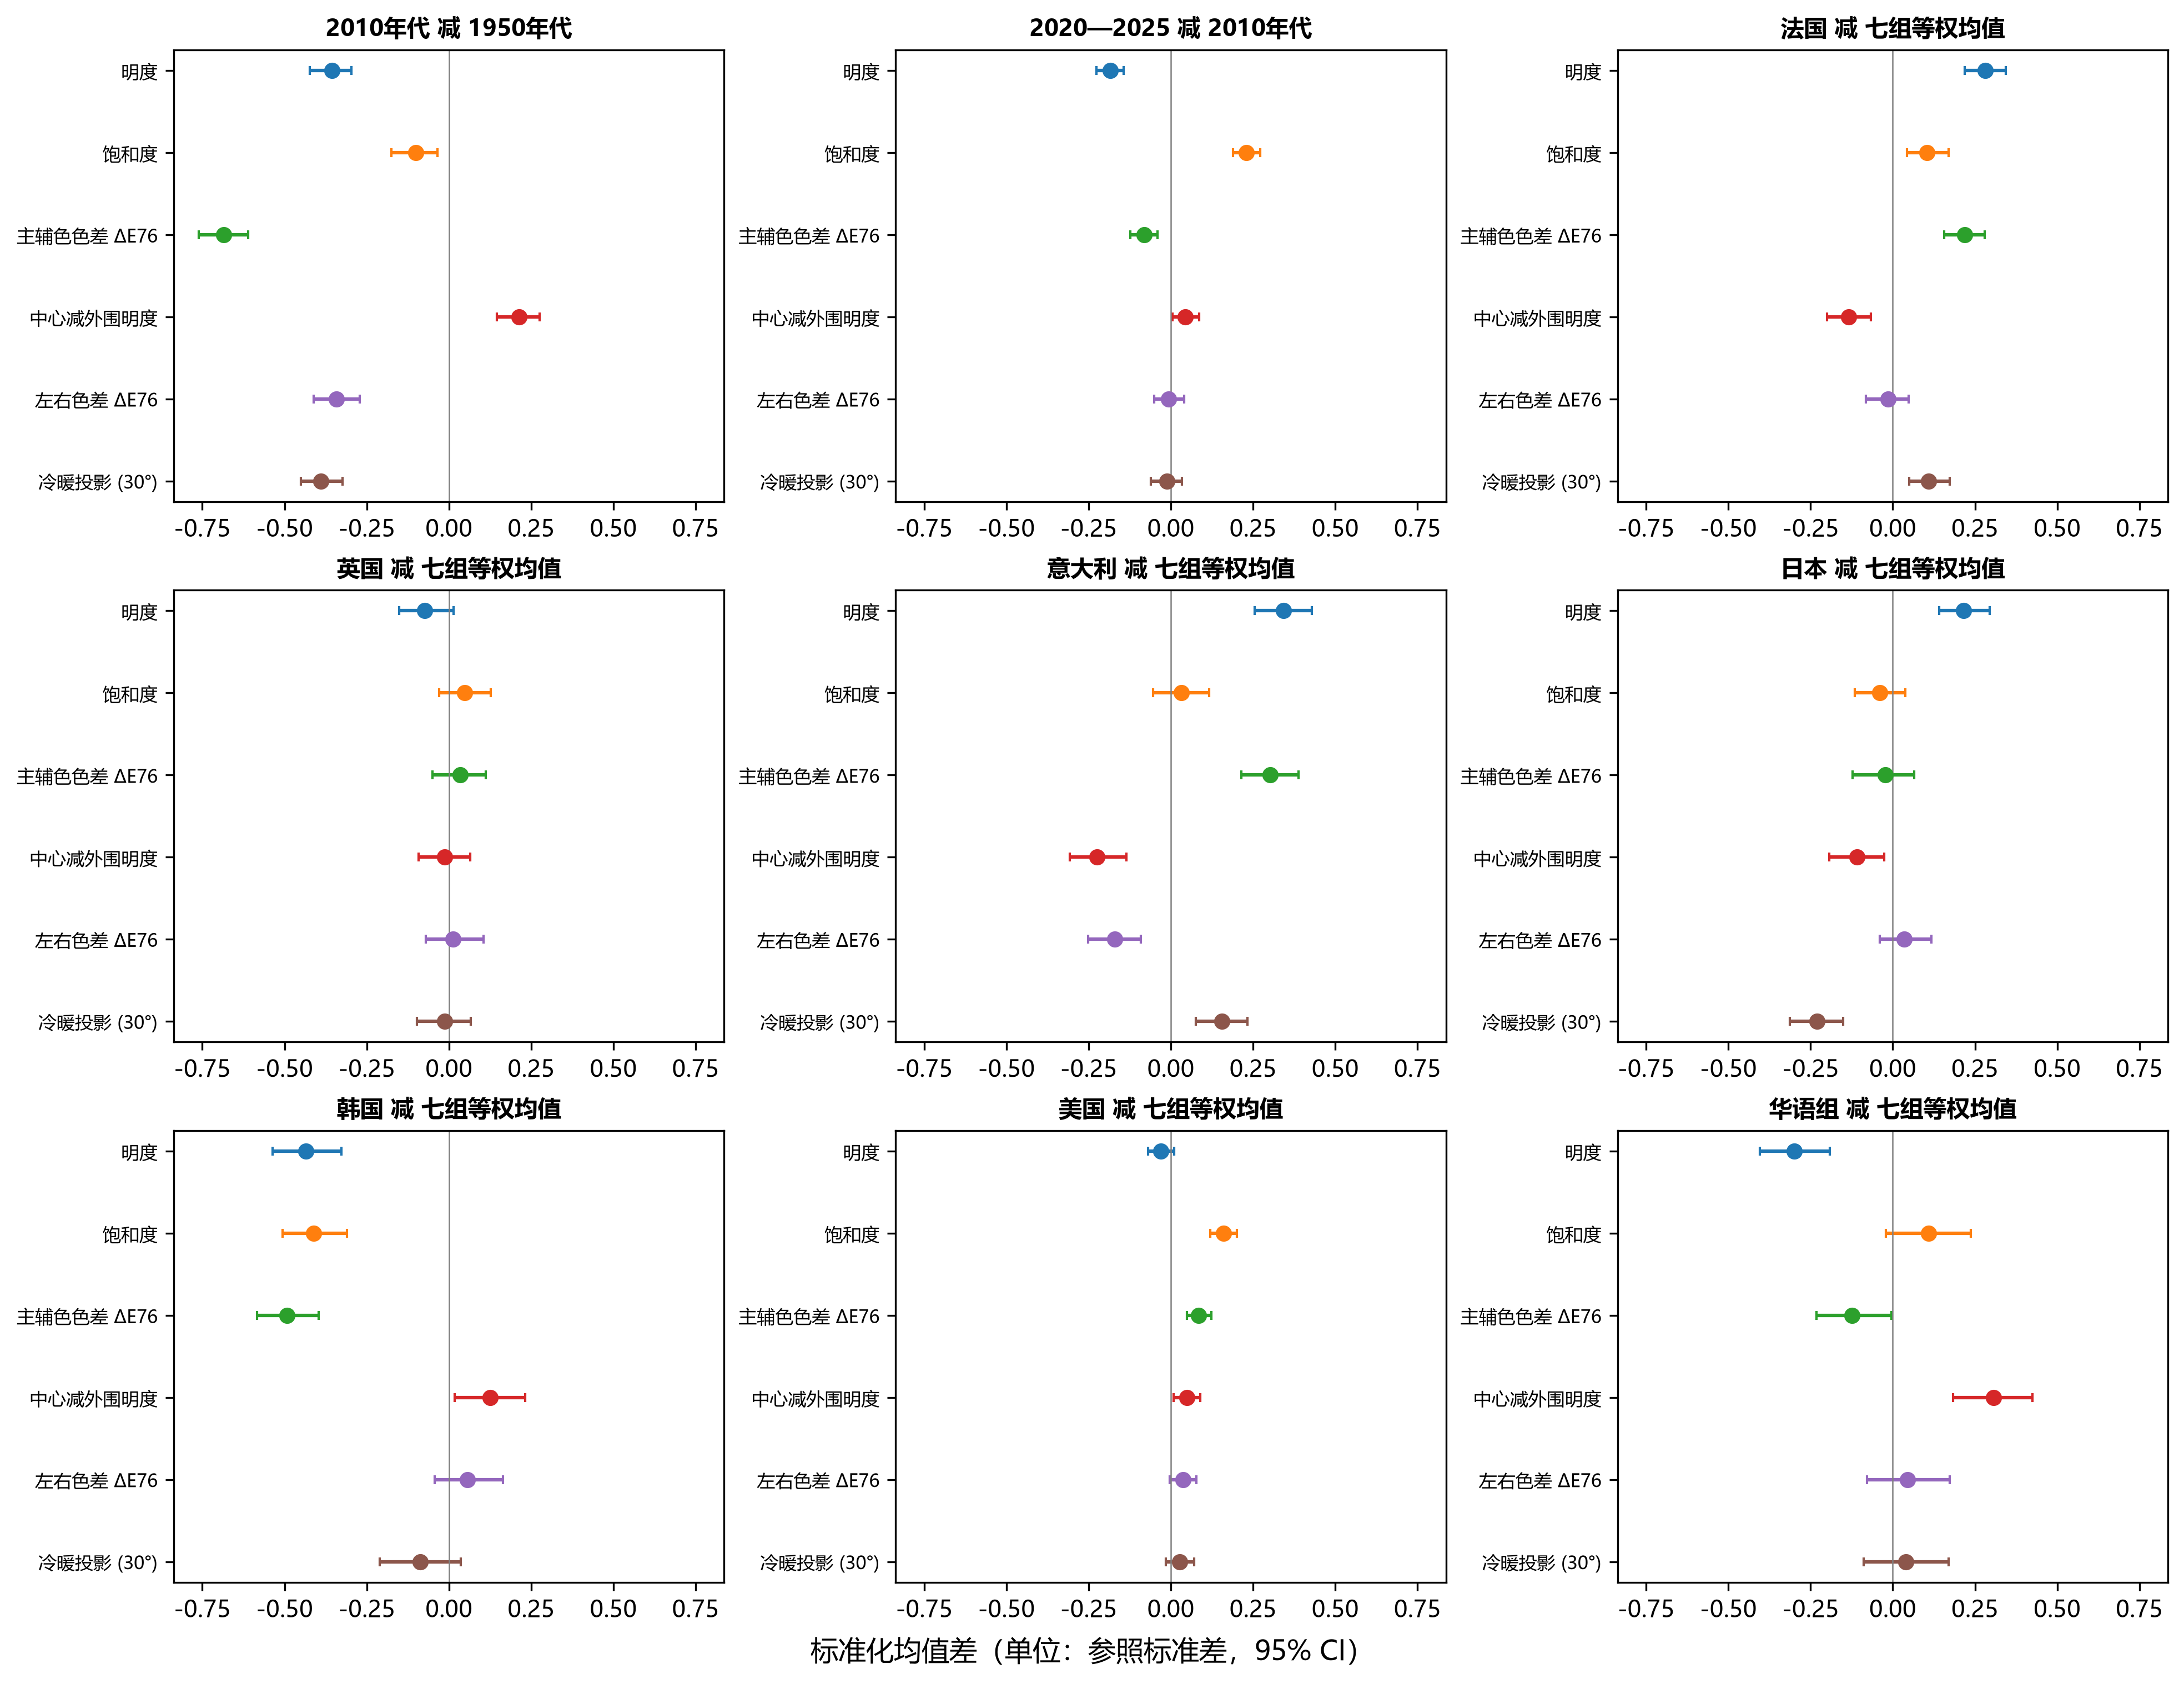 2010年代 减 1950年代
明度
饱和度
主辅色色差 ΔE76
中心减外围明度
左右色差 ΔE76
冷暖投影 (30°)
-0.75 -0.50 -0.25 0.00 0.25 0.50 0.75
2020—2025 减 2010年代
明度
饱和度
主辅色色差 ΔE76
中心减外围明度
左右色差 ΔE76
冷暖投影 (30°)
-0.75 -0.50 -0.25 0.00 0.25 0.50 0.75
法国 减 七组等权均值
明度
饱和度
主辅色色差 ΔE76
中心减外围明度
左右色差 ΔE76
冷暖投影 (30°)
-0.75 -0.50 -0.25 0.00 0.25 0.50 0.75
英国 减 七组等权均值
明度
饱和度
主辅色色差 ΔE76
中心减外围明度
左右色差 ΔE76
冷暖投影 (30°)
-0.75 -0.50 -0.25 0.00 0.25 0.50 0.75
意大利 减 七组等权均值
明度
饱和度
主辅色色差 ΔE76
中心减外围明度
左右色差 ΔE76
冷暖投影 (30°)
-0.75 -0.50 -0.25 0.00 0.25 0.50 0.75
日本 减 七组等权均值
明度
饱和度
主辅色色差 ΔE76
中心减外围明度
左右色差 ΔE76
冷暖投影 (30°)
-0.75 -0.50 -0.25 0.00 0.25 0.50 0.75
韩国 减 七组等权均值
明度
饱和度
主辅色色差 ΔE76
中心减外围明度
左右色差 ΔE76
冷暖投影 (30°)
-0.75 -0.50 -0.25 0.00 0.25 0.50 0.75
美国 减 七组等权均值
明度
饱和度
主辅色色差 ΔE76
中心减外围明度
左右色差 ΔE76
冷暖投影 (30°)
-0.75 -0.50 -0.25 0.00 0.25 0.50 0.75
华语组 减 七组等权均值
明度
饱和度
主辅色色差 ΔE76
中心减外围明度
左右色差 ΔE76
冷暖投影 (30°)
-0.75 -0.50 -0.25 0.00 0.25 0.50 0.75
标准化均值差（单位：参照标准差，95% CI）